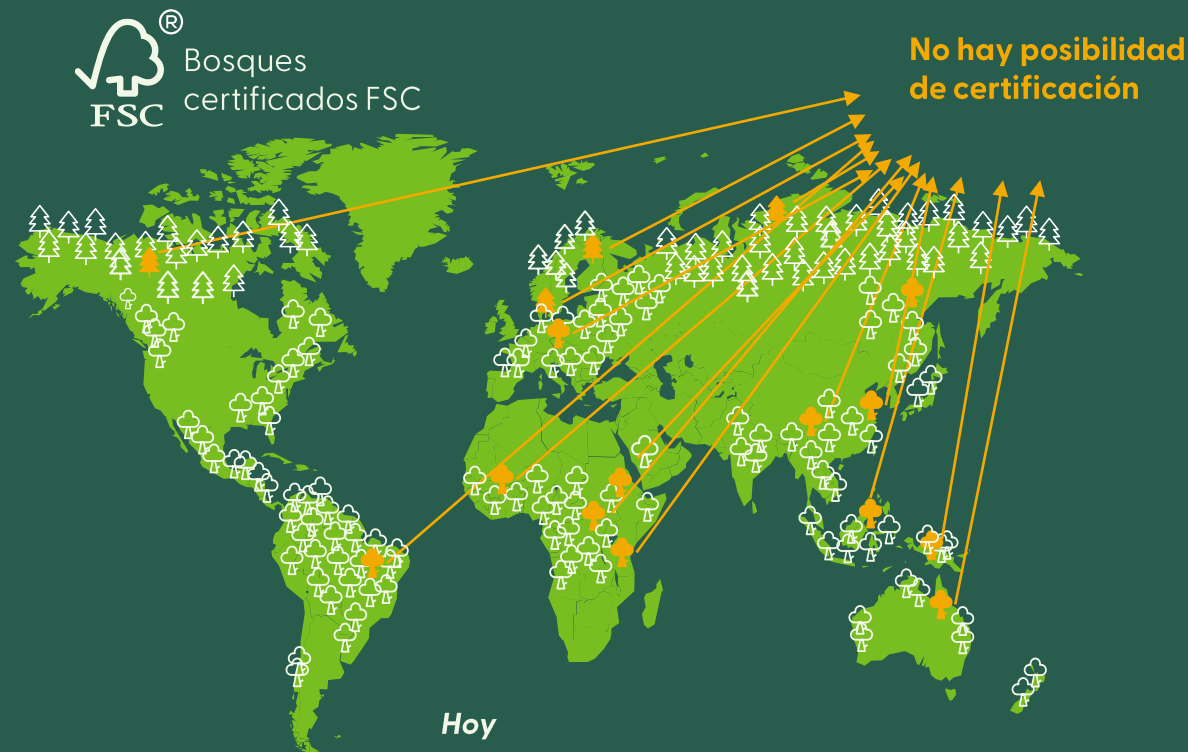 ®
FSC
Bosques
certificados FSC
No hay posibilidad
de certificación
Hoy